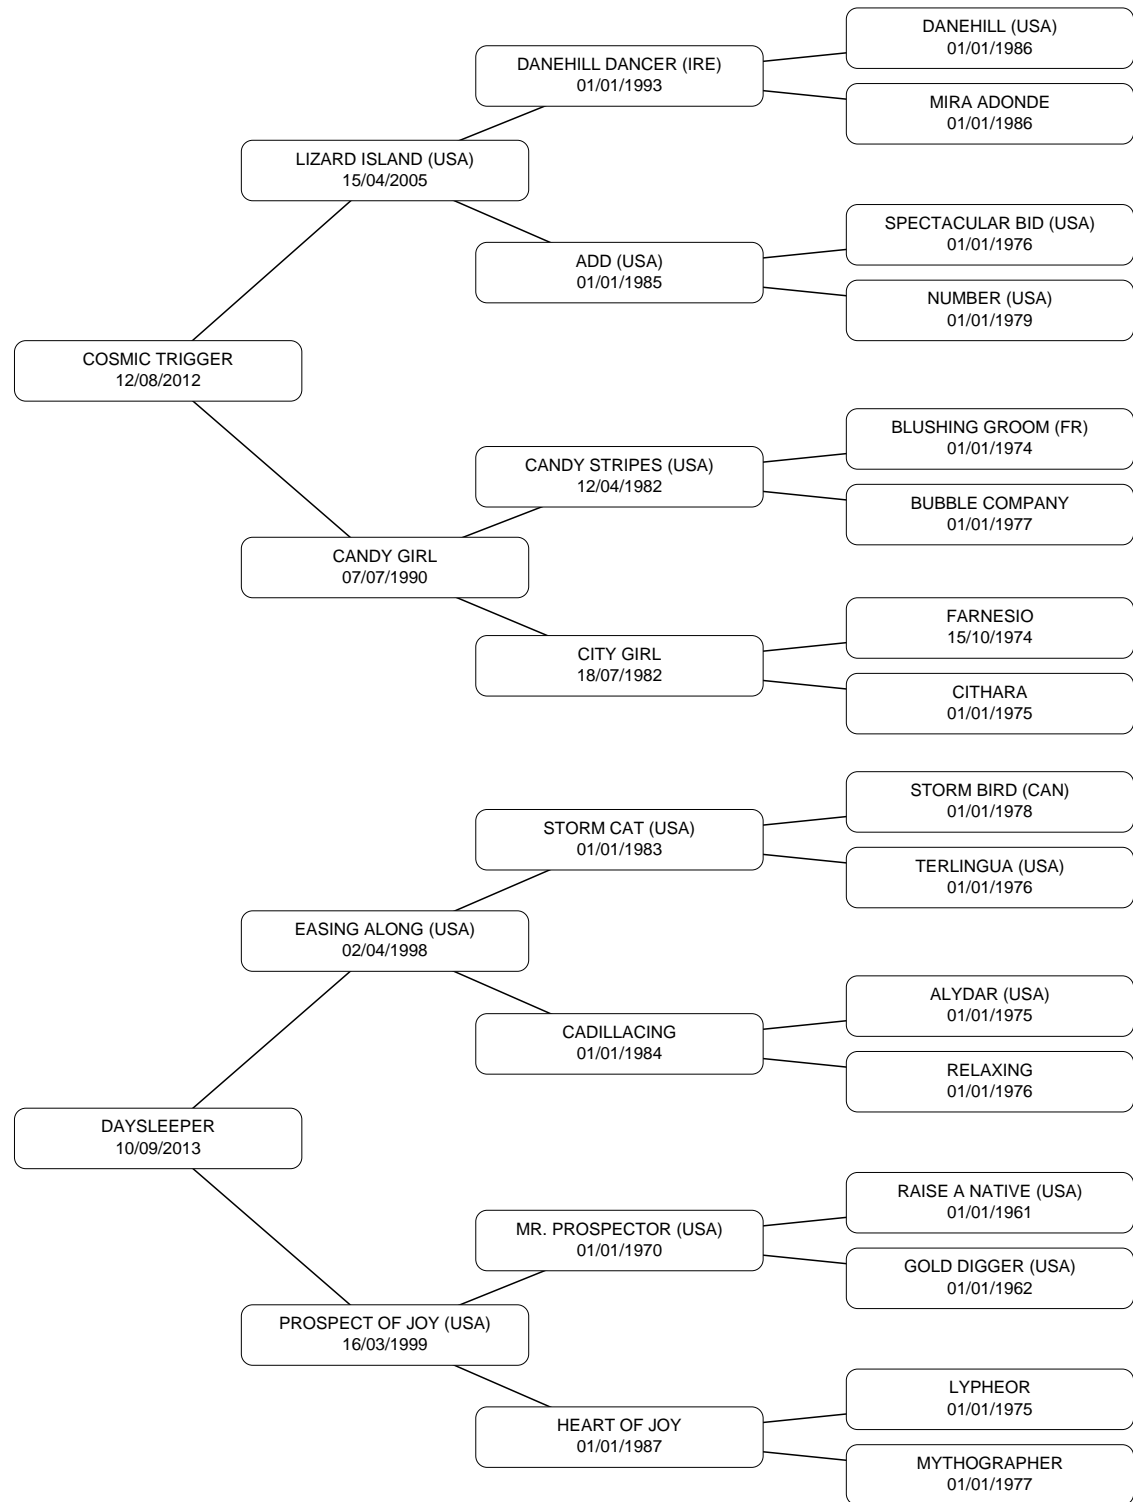 DANEHILL (USA)
01/01/1986
DANEHILL DANCER (IRE)
01/01/1993
MIRA ADONDE
01/01/1986
LIZARD ISLAND (USA)
15/04/2005
SPECTACULAR BID (USA)
01/01/1976
ADD (USA)
01/01/1985
NUMBER (USA)
01/01/1979
COSMIC TRIGGER
12/08/2012
BLUSHING GROOM (FR)
01/01/1974
CANDY STRIPES (USA)
12/04/1982
BUBBLE COMPANY
01/01/1977
CANDY GIRL
07/07/1990
FARNESIO
15/10/1974
CITY GIRL
18/07/1982
CITHARA
01/01/1975
STORM BIRD (CAN)
01/01/1978
STORM CAT (USA)
01/01/1983
TERLINGUA (USA)
01/01/1976
EASING ALONG (USA)
02/04/1998
ALYDAR (USA)
01/01/1975
CADILLACING
01/01/1984
RELAXING
01/01/1976
DAYSLEEPER
10/09/2013
RAISE A NATIVE (USA)
01/01/1961
MR. PROSPECTOR (USA)
01/01/1970
GOLD DIGGER (USA)
01/01/1962
PROSPECT OF JOY (USA)
16/03/1999
LYPHEOR
01/01/1975
HEART OF JOY
01/01/1987
MYTHOGRAPHER
01/01/1977